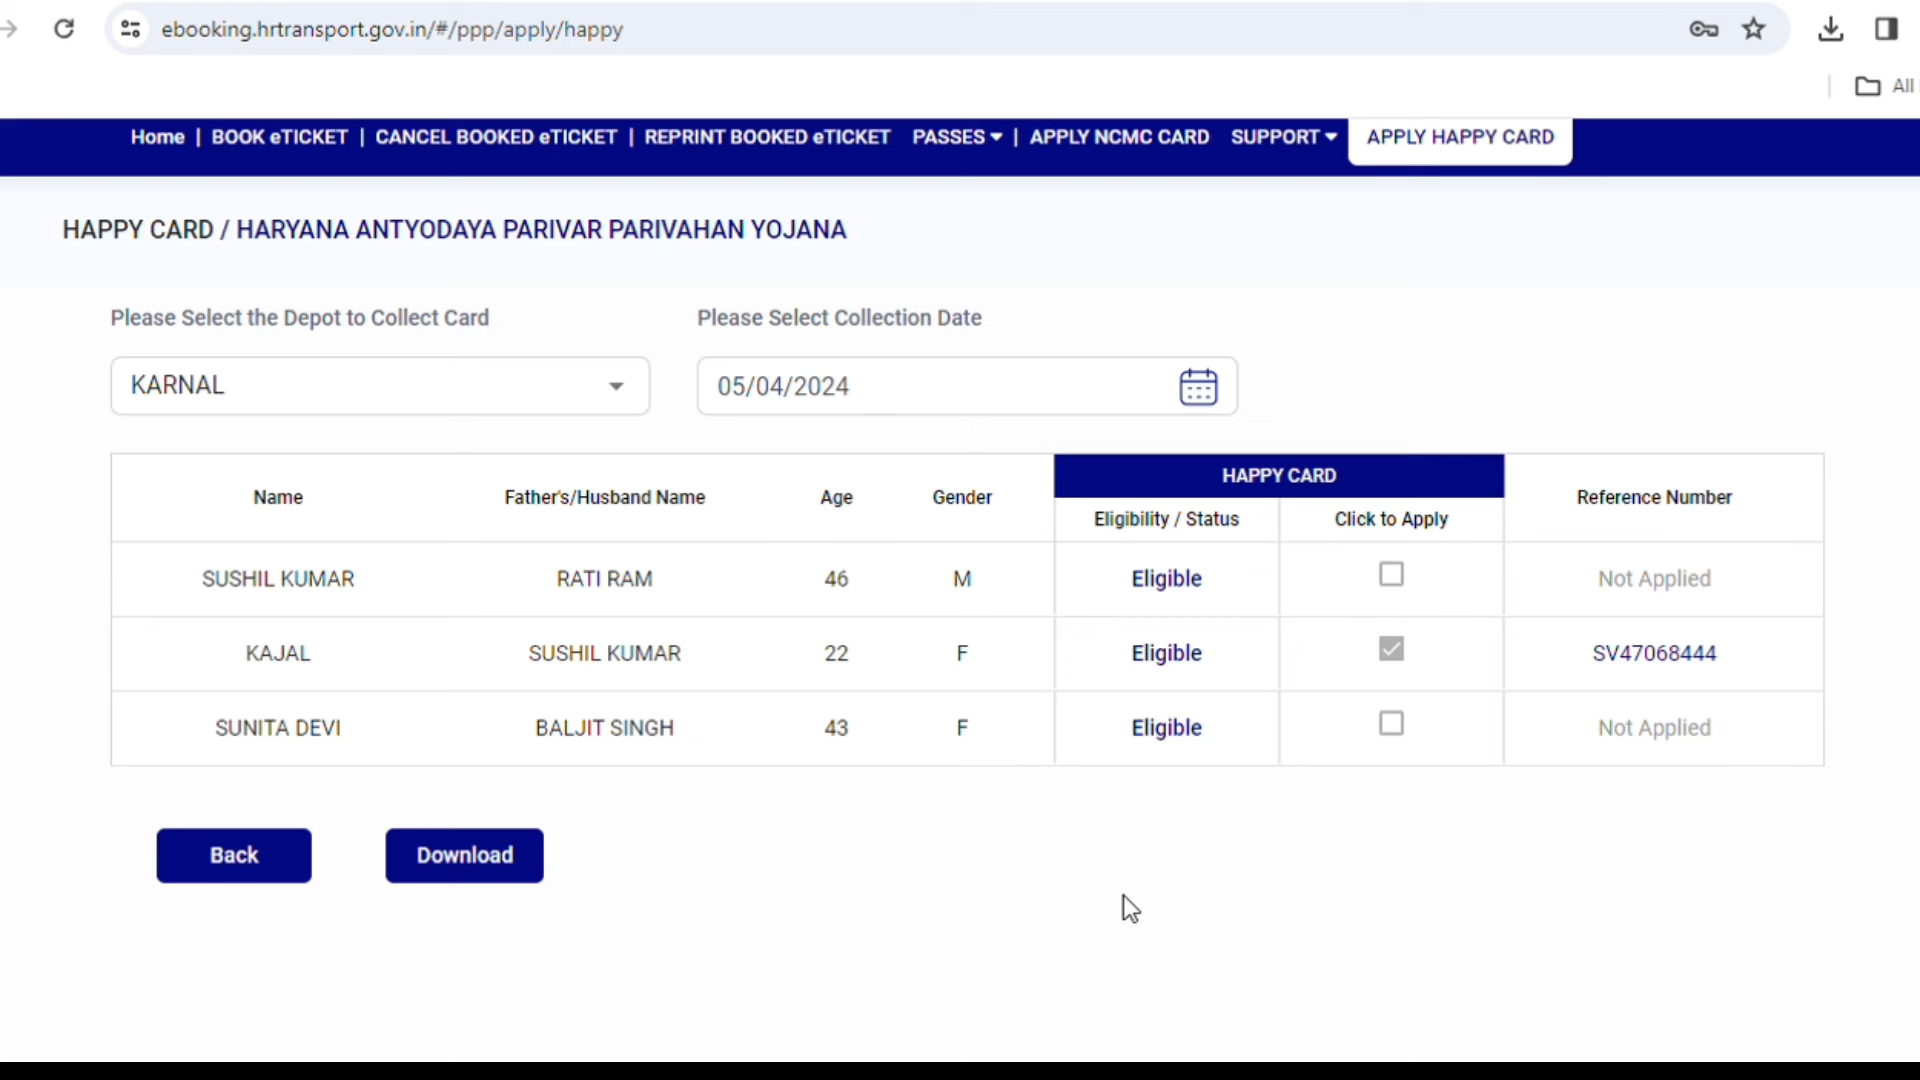 ebooking.hrtransport.gov.in/#/ppp/apply/happy
All
Home | BOOK eTICKET | CANCEL BOOKED eTICKET | REPRINT BOOKED eTICKET PASSES | APPLY NCMC CARD SUPPORT APPLY HAPPY CARD
HAPPY CARD / HARYANA ANTYODAYA PARIVAR PARIVAHAN YOJANA
Please Select the Depot to Collect Card Please Select Collection Date
KARNAL 05/04/2024
HAPPY CARD
Name Father's/Husband Name Age Gender Reference Number
Eligibility / Status Click to Apply
SUSHIL KUMAR RATI RAM 46 M Eligible Not Applied
KAJAL SUSHIL KUMAR 22 F Eligible SV47068444
SUNITA DEVI BALJIT SINGH 43 F Eligible Not Applied
Back Download